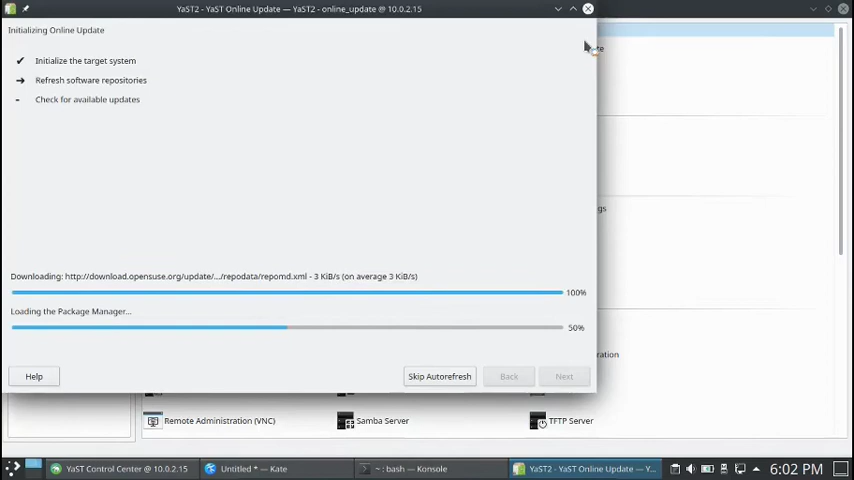 YaST2 - YaST Online Update — YaST2 - online_update @ 10.0.2.15
Initializing Online Update
✔ Initialize the target system
➔ Refresh software repositories
- Check for available updates
gs
Downloading: http://download.opensuse.org/update/.../repodata/repomd.xml - 3 KiB/s (on average 3 KiB/s)
100%
Loading the Package Manager...
50%
ration
Help
Skip Autorefresh
Back
Next
Remote Administration (VNC)
Samba Server
TFTP Server
YaST Control Center @ 10.0.2.15
Untitled * — Kate
~ : bash — Konsole
YaST2 - YaST Online Update — Y...
6:02 PM